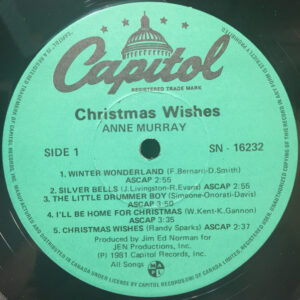 Capitol
REGISTERED TRADE MARK
Christmas Wishes
ANNE MURRAY
SIDE 1
SN - 16232
1. WINTER WONDERLAND (F.Bernard-D.Smith)
ASCAP 2:55
2. SILVER BELLS (J.Livingston-R.Evans) ASCAP 2:55
3. THE LITTLE DRUMMER BOY (Simeone-Onorati-Davis)
ASCAP 3:50
4. I'LL BE HOME FOR CHRISTMAS (W.Kent-K.Gannon)
ASCAP 3:35
5. CHRISTMAS WISHES (Randy Sparks) ASCAP 2:37
Produced by Jim Ed Norman for
JEN Productions, Inc.
(P) 1981 Capitol Records, Inc.
All Songs